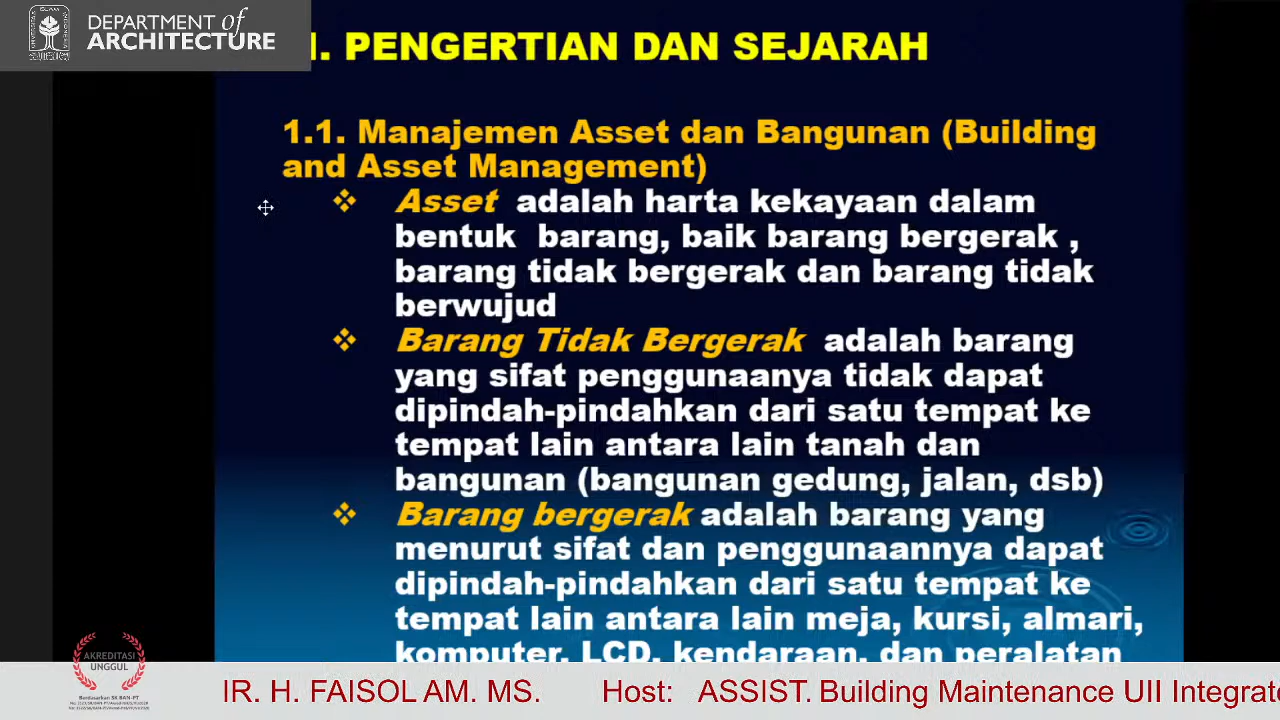 DEPARTMENT of
ARCHITECTURE
I. PENGERTIAN DAN SEJARAH
1.1. Manajemen Asset dan Bangunan (Building
and Asset Management)
❖ Asset adalah harta kekayaan dalam
bentuk barang, baik barang bergerak ,
barang tidak bergerak dan barang tidak
berwujud
❖ Barang Tidak Bergerak adalah barang
yang sifat penggunaanya tidak dapat
dipindah-pindahkan dari satu tempat ke
tempat lain antara lain tanah dan
bangunan (bangunan gedung, jalan, dsb)
❖ Barang bergerak adalah barang yang
menurut sifat dan penggunaannya dapat
dipindah-pindahkan dari satu tempat ke
tempat lain antara lain meja, kursi, almari,
komputer, LCD, kendaraan, dan peralatan
AKREDITASI
UNGGUL
Berdasarkan SK BAN-PT
IR. H. FAISOL AM. MS. Host: ASSIST. Building Maintenance UII Integrat